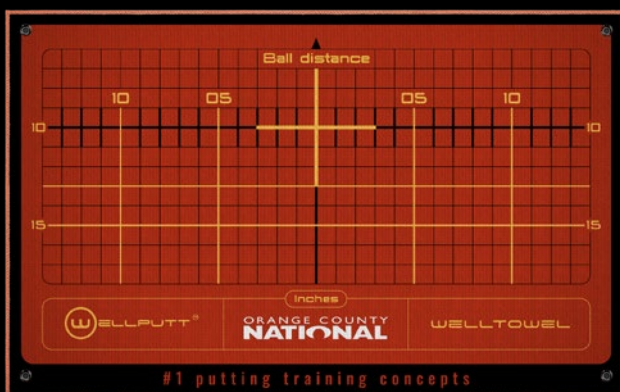 Ball distance
10 05 05 10
10 10
15 15
Inches
WELLPUTT®
ORANGE COUNTY
NATIONAL
WELLTOWEL
#1 putting training concepts